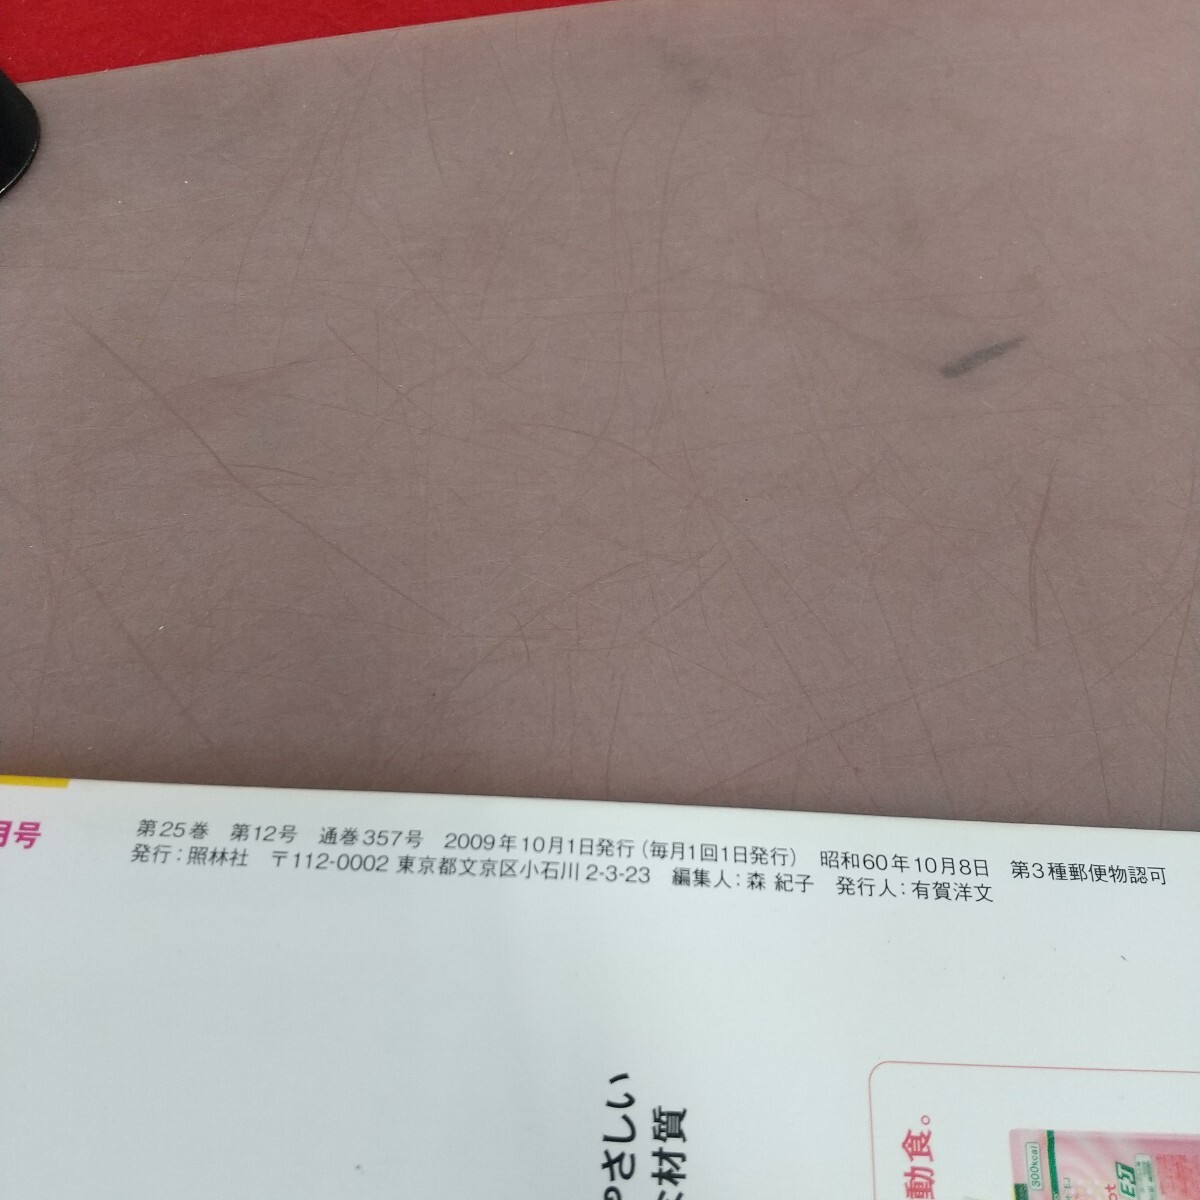 月号
第25巻 第12号 通巻357号 2009年10月1日発行(毎月1回1日発行) 昭和60年10月8日 第3種郵便物認可
発行:照林社 〒112-0002 東京都文京区小石川2-3-23 編集人:森 紀子 発行人:有賀洋文
やさしい
な材質
動食。
300kcal